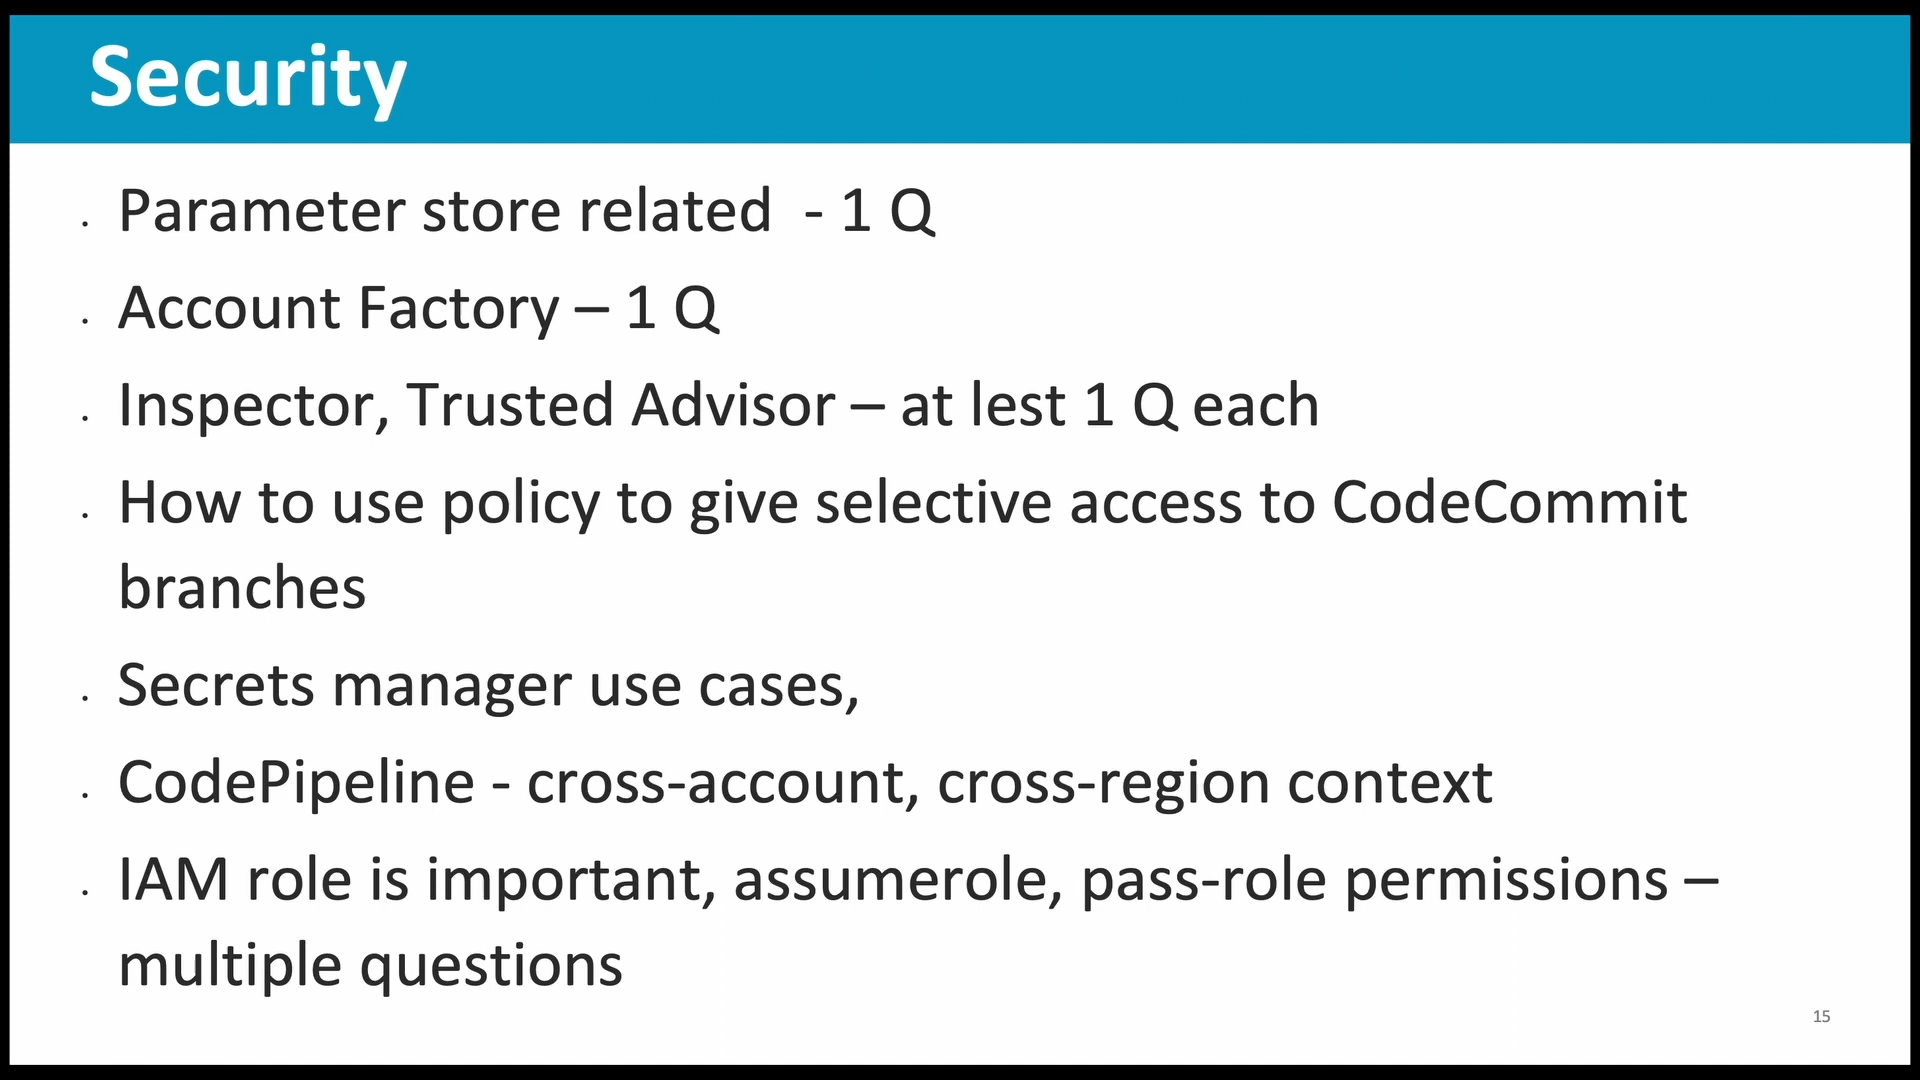 Security
. Parameter store related  - 1 Q
. Account Factory – 1 Q
. Inspector, Trusted Advisor – at lest 1 Q each
. How to use policy to give selective access to CodeCommit
branches
. Secrets manager use cases,
. CodePipeline - cross-account, cross-region context
. IAM role is important, assumerole, pass-role permissions –
multiple questions
15